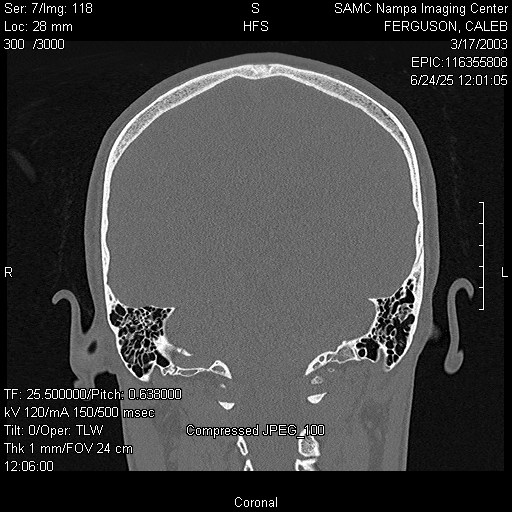 Ser: 7/Img: 118
S
SAMC Nampa Imaging Center
Loc: 28 mm
HFS
FERGUSON, CALEB
300 /3000
3/17/2003
EPIC:116355808
6/24/25 12:01:05
R
L
TF: 25.500000/Pitch: 0.638000
kV 120/mA 150/500 msec
Tilt: 0/Oper: TLW
Compressed JPEG_100
Thk 1 mm/FOV 24 cm
12:06:00
Coronal